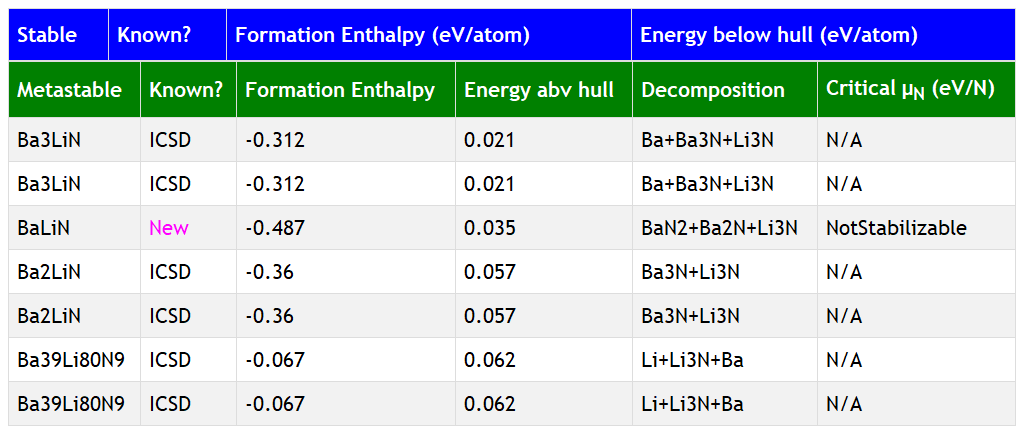 Stable Known? Formation Enthalpy (eV/atom) Energy below hull (eV/atom)
Metastable Known? Formation Enthalpy Energy abv hull Decomposition Critical μN (eV/N)
Ba3LiN ICSD -0.312 0.021 Ba+Ba3N+Li3N N/A
Ba3LiN ICSD -0.312 0.021 Ba+Ba3N+Li3N N/A
BaLiN New -0.487 0.035 BaN2+Ba2N+Li3N NotStabilizable
Ba2LiN ICSD -0.36 0.057 Ba3N+Li3N N/A
Ba2LiN ICSD -0.36 0.057 Ba3N+Li3N N/A
Ba39Li80N9 ICSD -0.067 0.062 Li+Li3N+Ba N/A
Ba39Li80N9 ICSD -0.067 0.062 Li+Li3N+Ba N/A